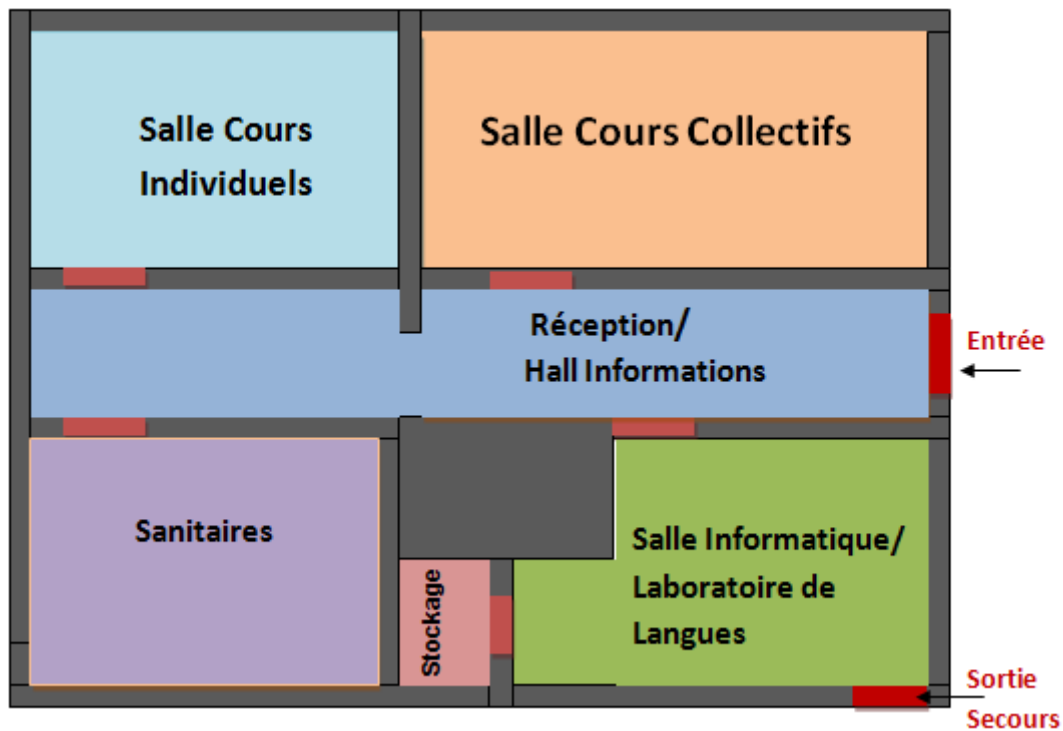 Salle Cours
Individuels
Salle Cours Collectifs
Réception/
Hall Informations
Entrée
Sanitaires
Stockage
Salle Informatique/
Laboratoire de
Langues
Sortie
Secours